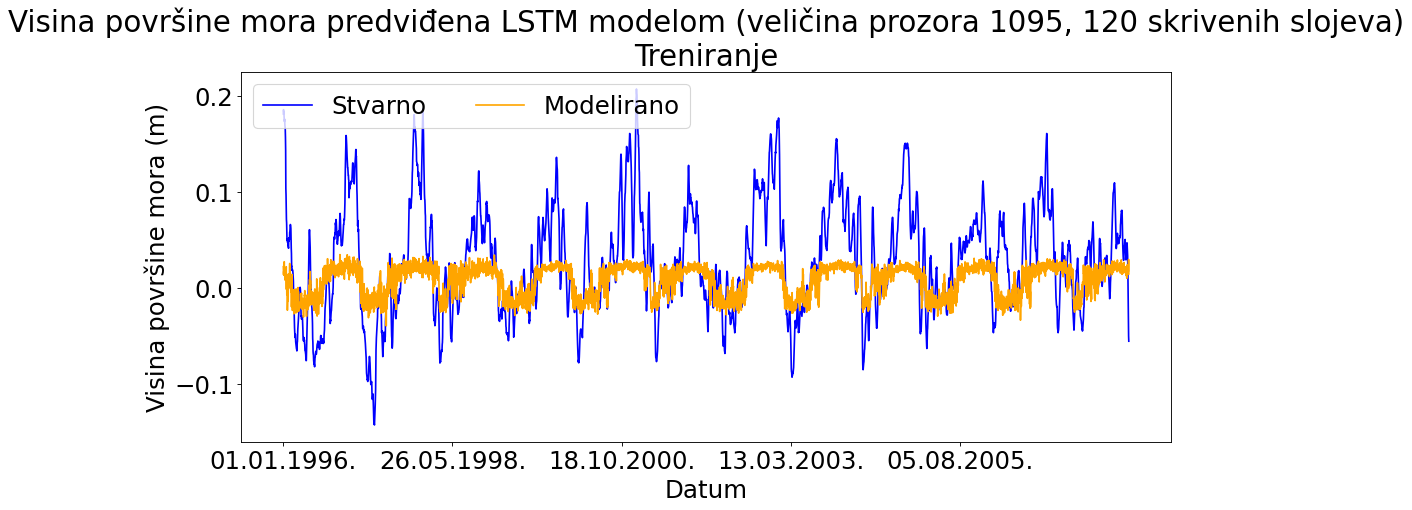 Visina površine mora predviđena LSTM modelom (veličina prozora 1095, 120 skrivenih slojeva)
Treniranje
Stvarno Modelirano
Visina površine mora (m)
0.2
0.1
0.0
−0.1
01.01.1996. 26.05.1998. 18.10.2000. 13.03.2003. 05.08.2005.
Datum